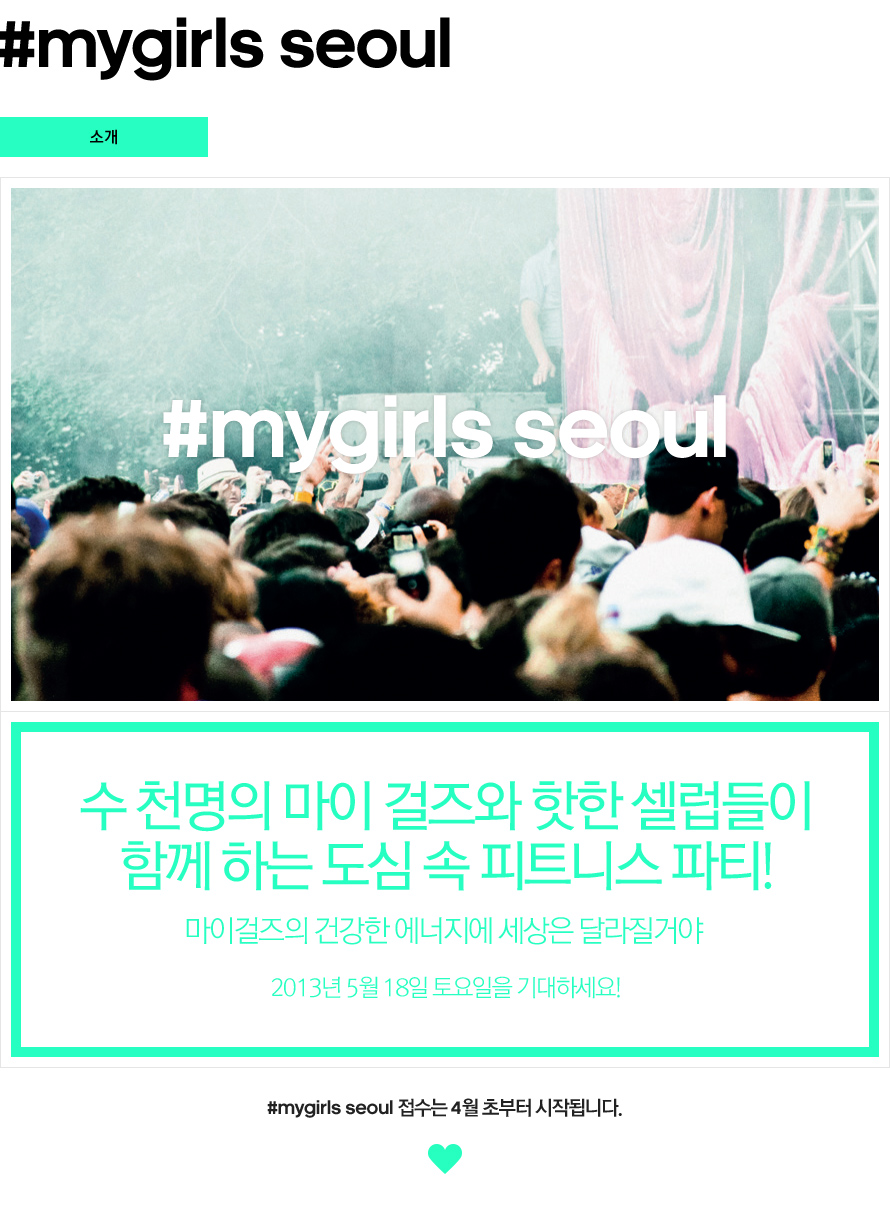 #mygirls seoul
소개
#mygirls seoul
수 천명의 마이 걸즈와 핫한 셀럽들이
함께 하는 도심 속 피트니스 파티!
마이걸즈의 건강한 에너지에 세상은 달라질거야
2013년 5월 18일 토요일을 기대하세요!
#mygirls seoul 접수는 4월 초부터 시작됩니다.